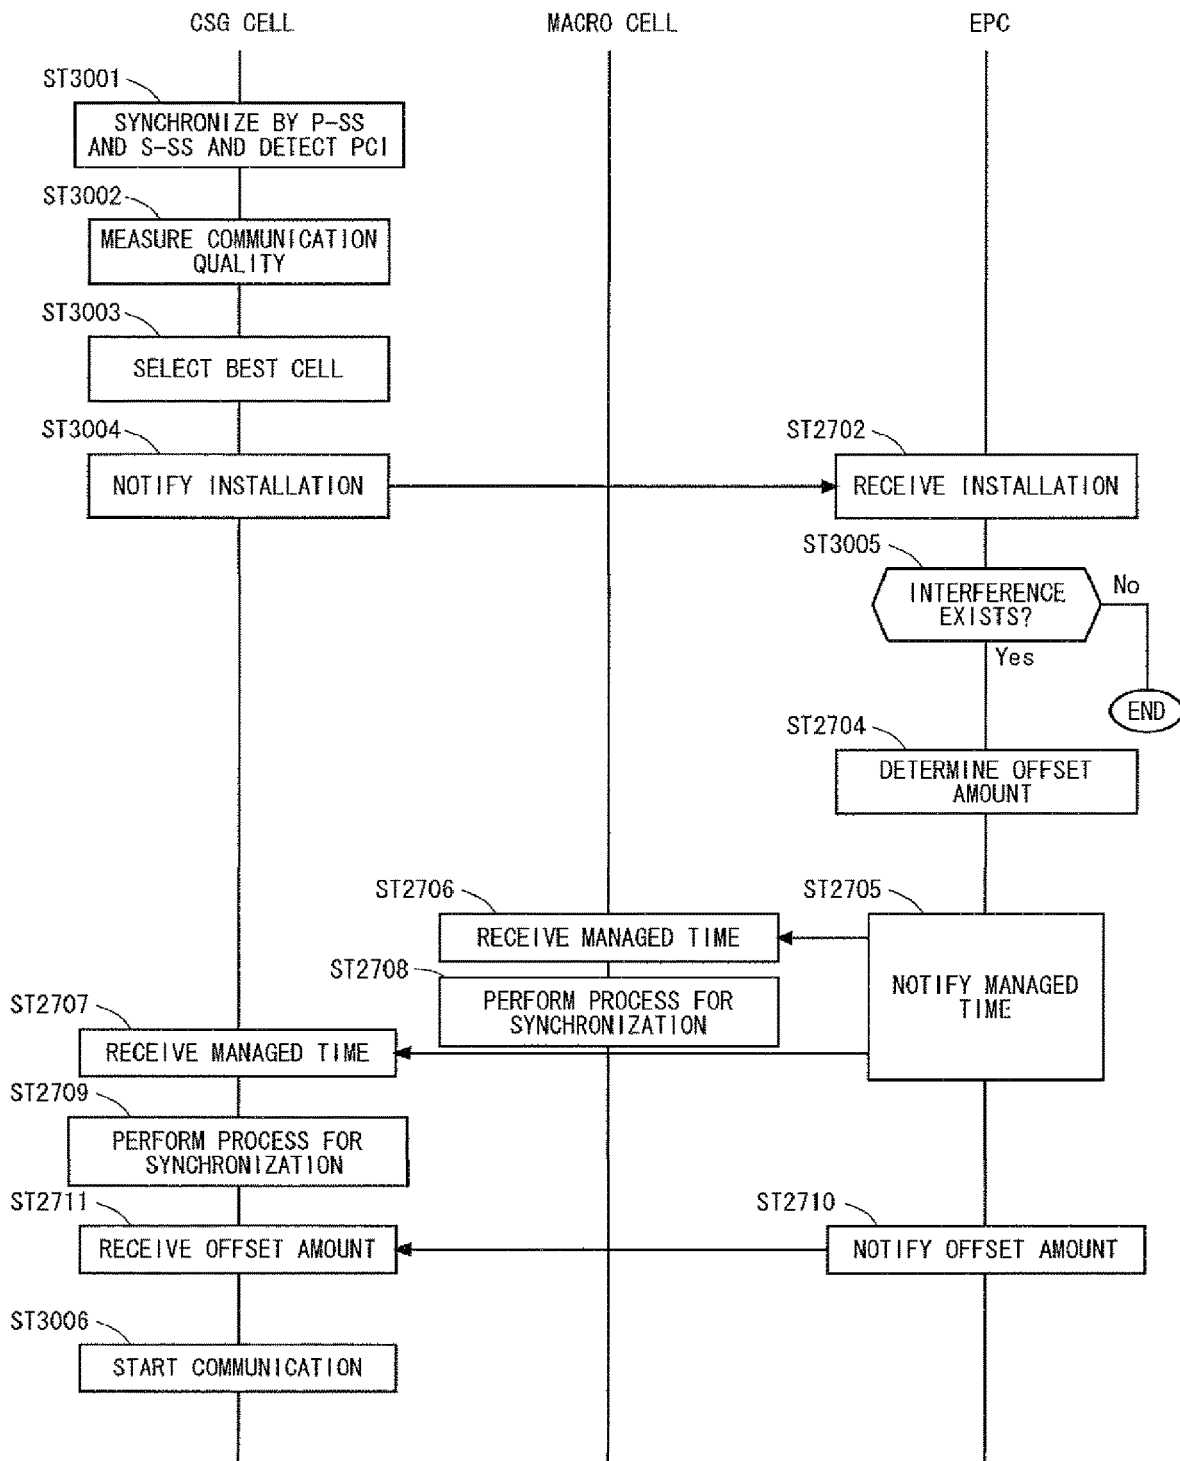 CSG CELL
MACRO CELL
EPC
ST3001
SYNCHRONIZE BY P-SS
AND S-SS AND DETECT PCI
ST3002
MEASURE COMMUNICATION
QUALITY
ST3003
SELECT BEST CELL
ST3004
NOTIFY INSTALLATION
ST2702
RECEIVE INSTALLATION
ST3005
INTERFERENCE
EXISTS?
No
Yes
END
ST2704
DETERMINE OFFSET
AMOUNT
ST2706
RECEIVE MANAGED TIME
ST2705
NOTIFY MANAGED
TIME
ST2708
PERFORM PROCESS FOR
SYNCHRONIZATION
ST2707
RECEIVE MANAGED TIME
ST2709
PERFORM PROCESS FOR
SYNCHRONIZATION
ST2711
RECEIVE OFFSET AMOUNT
ST2710
NOTIFY OFFSET AMOUNT
ST3006
START COMMUNICATION